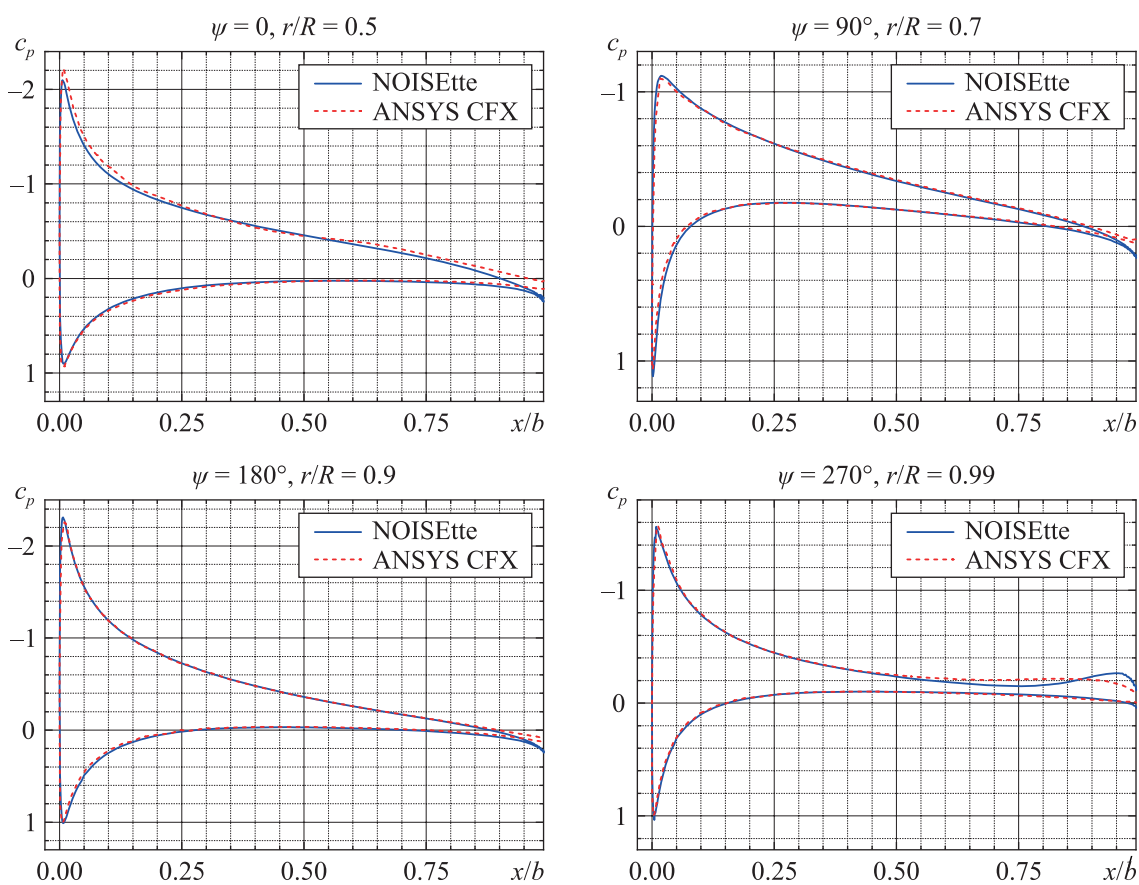 ψ = 0, r/R = 0.5
c_p
NOISEtte
ANSYS CFX
−2
−1
0
1
0.00 0.25 0.50 0.75 x/b
ψ = 90°, r/R = 0.7
c_p
NOISEtte
ANSYS CFX
−1
0
1
0.00 0.25 0.50 0.75 x/b
ψ = 180°, r/R = 0.9
c_p
NOISEtte
ANSYS CFX
−2
−1
0
1
0.00 0.25 0.50 0.75 x/b
ψ = 270°, r/R = 0.99
c_p
NOISEtte
ANSYS CFX
−1
0
1
0.00 0.25 0.50 0.75 x/b